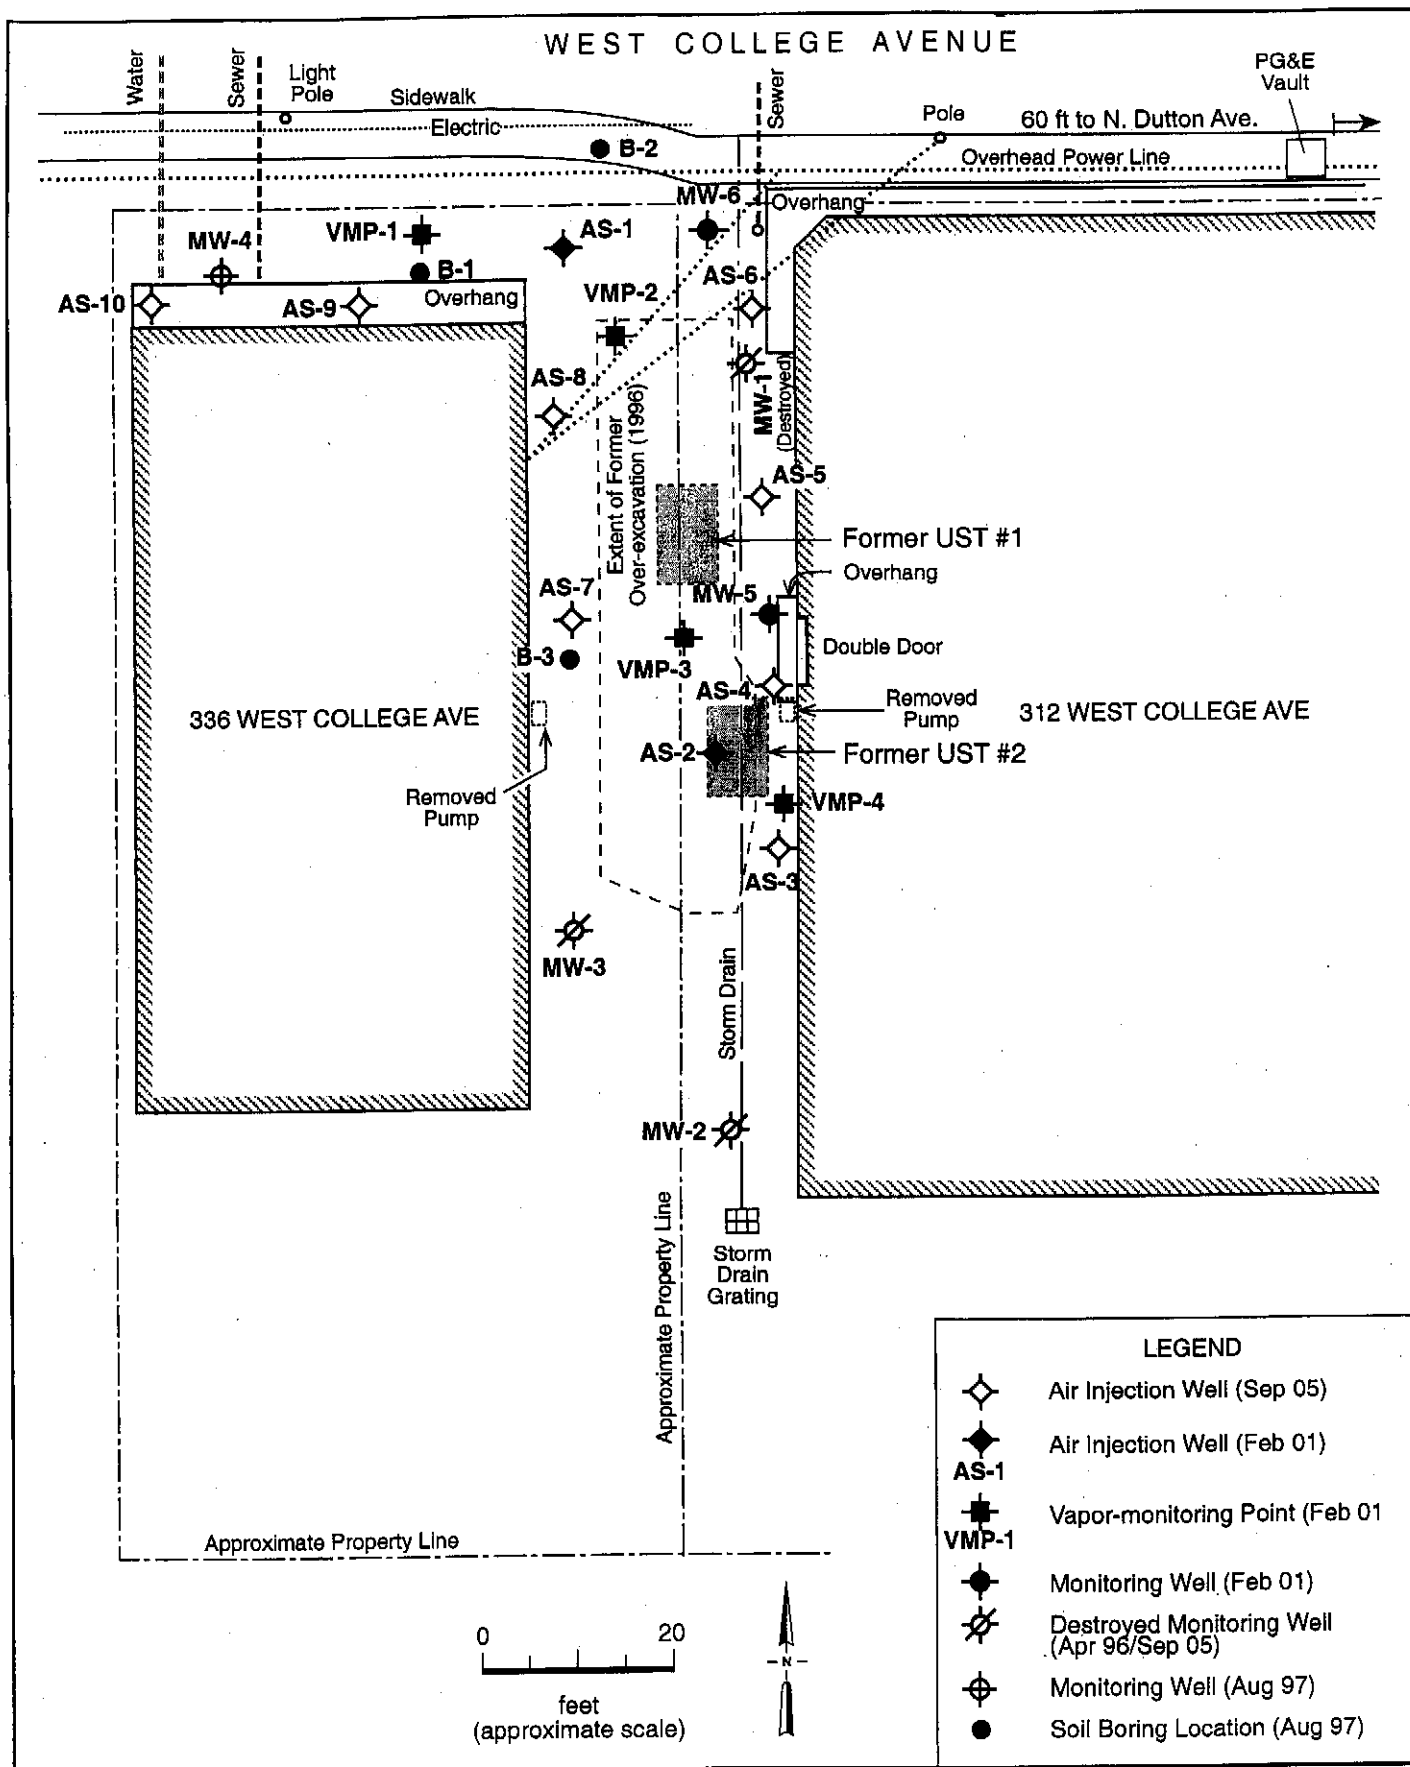 WEST COLLEGE AVENUE
Water
Sewer
Light
Pole
Sidewalk
Electric
Sewer
Pole
60 ft to N. Dutton Ave.
PG&E
Vault
B-2
Overhead Power Line
MW-6
Overhang
MW-4
VMP-1
AS-1
B-1
AS-6
AS-10
AS-9
Overhang
VMP-2
AS-8
MW-1
(Destroyed)
Extent of Former
Over-excavation (1996)
AS-5
Former UST #1
Overhang
AS-7
MW-5
B-3
VMP-3
Double Door
AS-4
Removed
Pump
336 WEST COLLEGE AVE
312 WEST COLLEGE AVE
AS-2
Former UST #2
Removed
Pump
VMP-4
AS-3
MW-3
Storm Drain
MW-2
Storm
Drain
Grating
Approximate Property Line
Approximate Property Line
0 20
feet
(approximate scale)
N
LEGEND
Air Injection Well (Sep 05)
Air Injection Well (Feb 01)
AS-1
Vapor-monitoring Point (Feb 01
VMP-1
Monitoring Well (Feb 01)
Destroyed Monitoring Well
(Apr 96/Sep 05)
Monitoring Well (Aug 97)
Soil Boring Location (Aug 97)